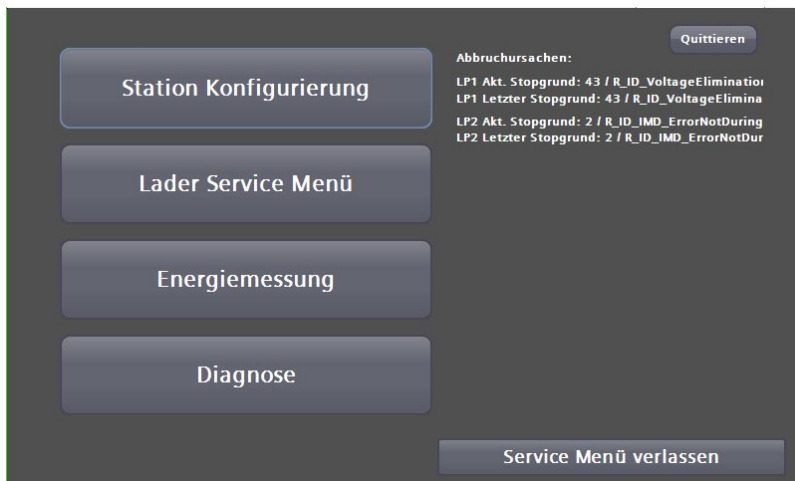 Quittieren
Abbruchursachen:
LP1 Akt. Stopgrund: 43 / R_ID_VoltageElimination
LP1 Letzter Stopgrund: 43 / R_ID_VoltageElimina
LP2 Akt. Stopgrund: 2 / R_ID_IMD_ErrorNotDuring
LP2 Letzter Stopgrund: 2 / R_ID_IMD_ErrorNotDur
Station Konfigurierung
Lader Service Menü
Energiemessung
Diagnose
Service Menü verlassen